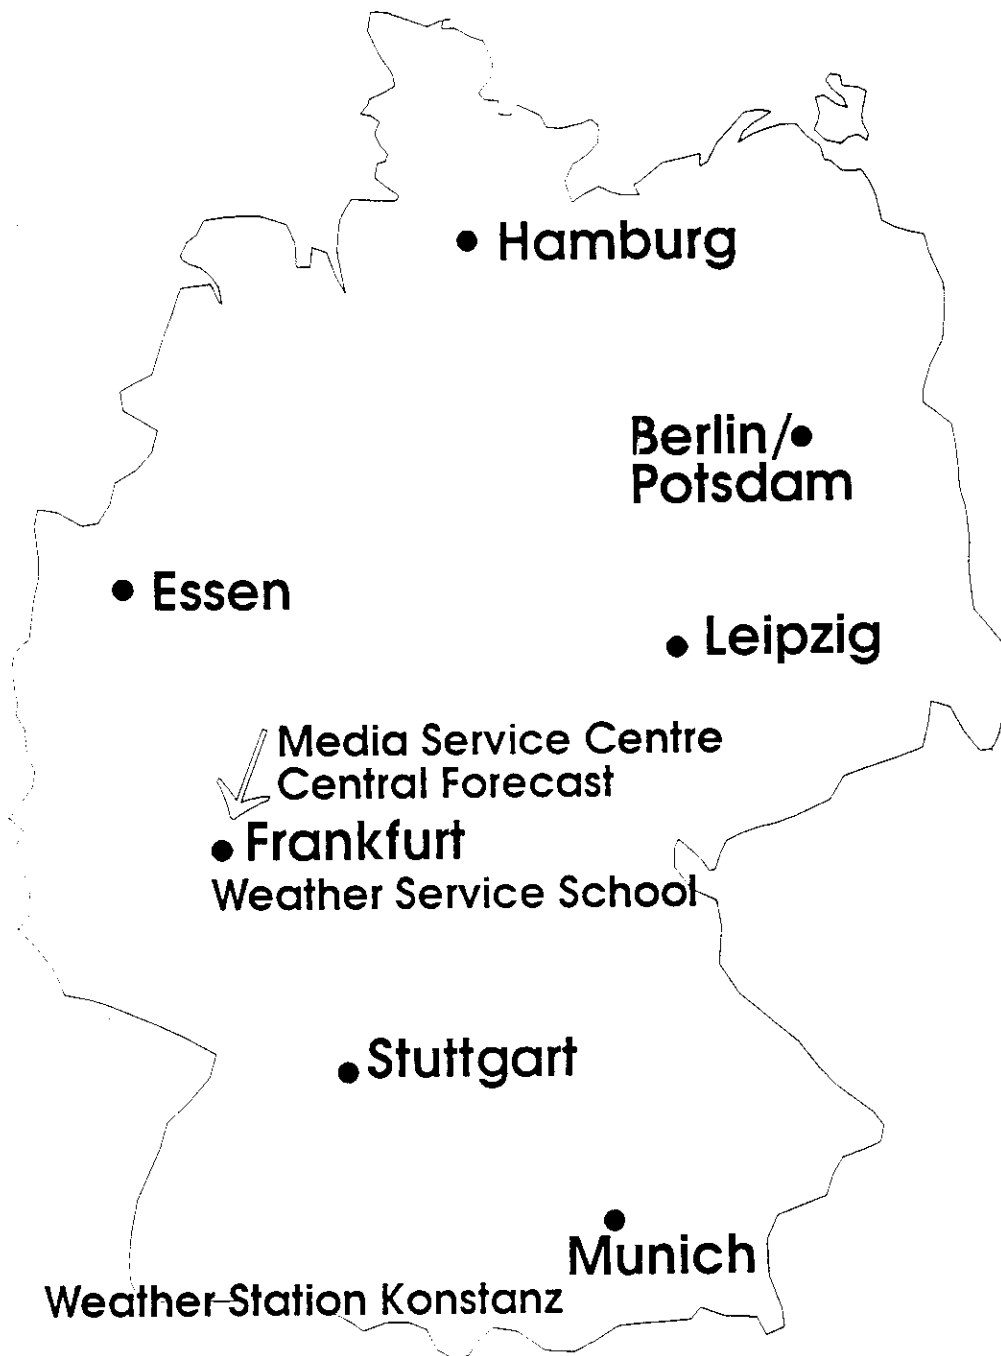 Hamburg
Berlin/
Potsdam
Essen
Leipzig
Media Service Centre
Central Forecast
Frankfurt
Weather Service School
Stuttgart
Munich
Weather Station Konstanz